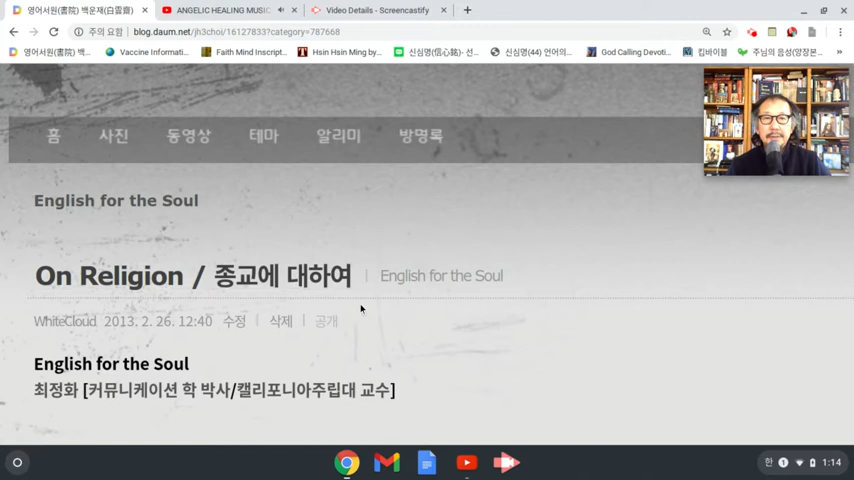 영어서원(書院) 백운재(白雲齋)
ANGELIC HEALING MUSIC
Video Details - Screencastify
주의 요함
blog.daum.net/jh3choi/16127833?category=787668
영어서원(書院) 백...
Vaccine Informati...
Faith Mind Inscript...
Hsin Hsin Ming by...
신심명(信心銘)...
신심명(44) 언어의...
God Calling Devoti...
킵바이블
주님의 음성(양장본...
»
홈 사진 동영상 테마 알리미 방명록
English for the Soul
On Religion / 종교에 대하여 | English for the Soul
WhiteCloud 2013. 2. 26. 12:40 수정 | 삭제 | 공개
English for the Soul
최정화 [커뮤니케이션 학 박사/캘리포니아주립대 교수]
한 1 1:14